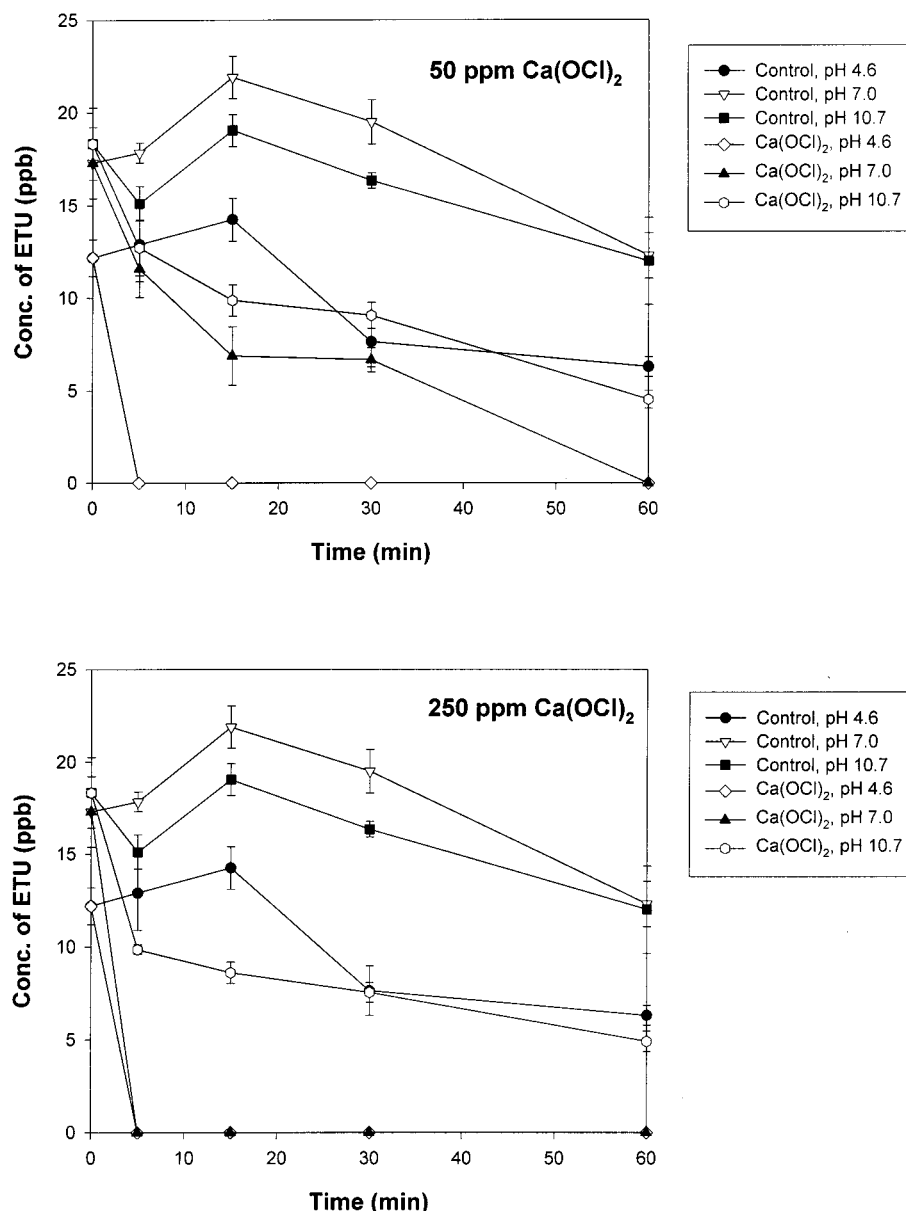 50 ppm Ca(OCl)2
25
20
15
10
5
0
Conc. of ETU (ppb)
0 10 20 30 40 50 60
Time (min)
Control, pH 4.6
Control, pH 7.0
Control, pH 10.7
Ca(OCl)2, pH 4.6
Ca(OCl)2, pH 7.0
Ca(OCl)2, pH 10.7
250 ppm Ca(OCl)2
25
20
15
10
5
0
Conc. of ETU (ppb)
0 10 20 30 40 50 60
Time (min)
Control, pH 4.6
Control, pH 7.0
Control, pH 10.7
Ca(OCl)2, pH 4.6
Ca(OCl)2, pH 7.0
Ca(OCl)2, pH 10.7